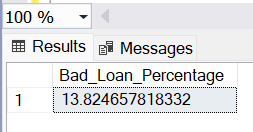 100 %
Results Messages
Bad_Loan_Percentage
1 13.824657818332